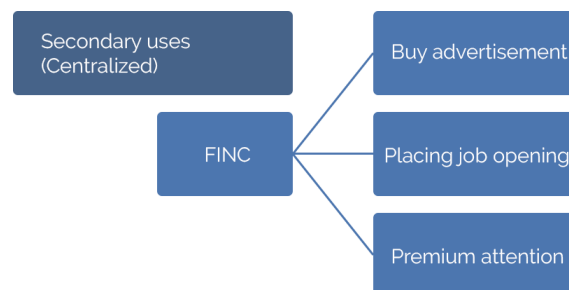 Secondary uses
(Centralized)
Buy advertisement
FINC
Placing job opening
Premium attention